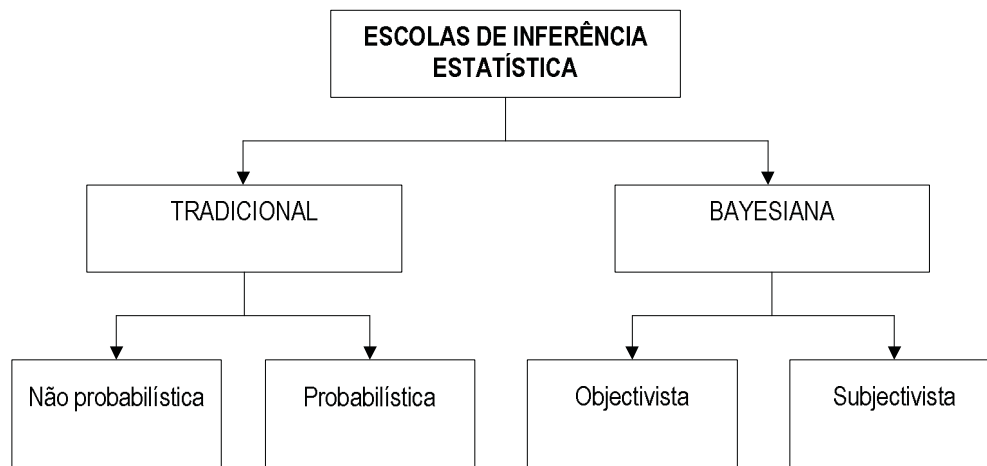 ESCOLAS DE INFERÊNCIA
ESTATÍSTICA
TRADICIONAL
BAYESIANA
Não probabilística
Probabilística
Objectivista
Subjectivista